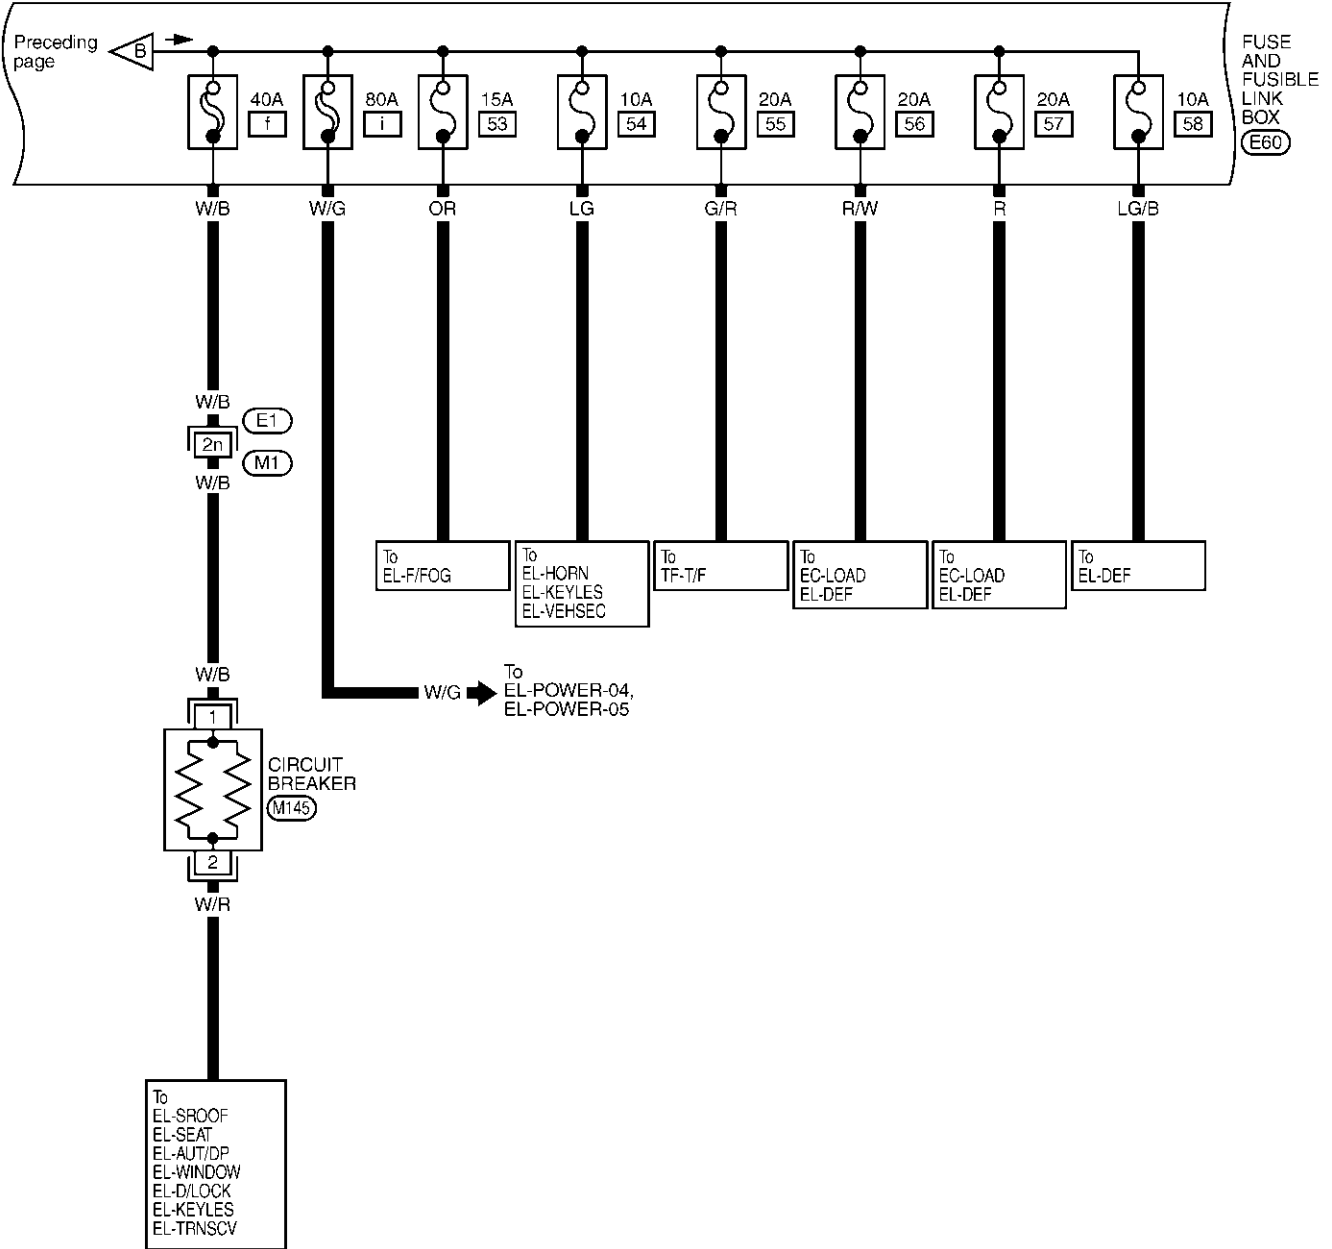 Preceding
page
B
40A
f
80A
i
15A
53
10A
54
20A
55
20A
56
20A
57
10A
58
FUSE
AND
FUSIBLE
LINK
BOX
E60
W/B
W/G
OR
LG
G/R
R/W
R
LG/B
W/B
E1
2n
M1
W/B
To
EL-F/FOG
To
EL-HORN
EL-KEYLES
EL-VEHSEC
To
TF-T/F
To
EC-LOAD
EL-DEF
To
EC-LOAD
EL-DEF
To
EL-DEF
W/B
W/G
To
EL-POWER-04,
EL-POWER-05
1
CIRCUIT
BREAKER
M145
2
W/R
To
EL-SROOF
EL-SEAT
EL-AUT/DP
EL-WINDOW
EL-D/LOCK
EL-KEYLES
EL-TRNSCV